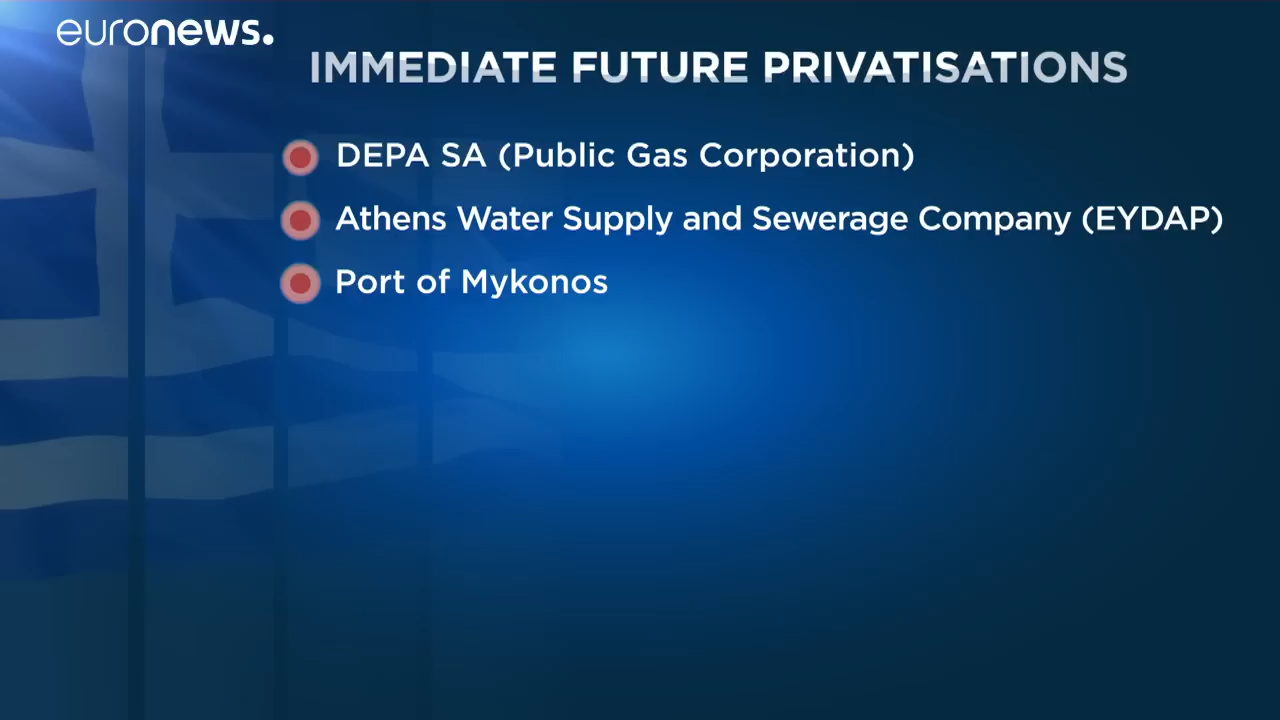 euronews.
IMMEDIATE FUTURE PRIVATISATIONS
DEPA SA (Public Gas Corporation)
Athens Water Supply and Sewerage Company (EYDAP)
Port of Mykonos